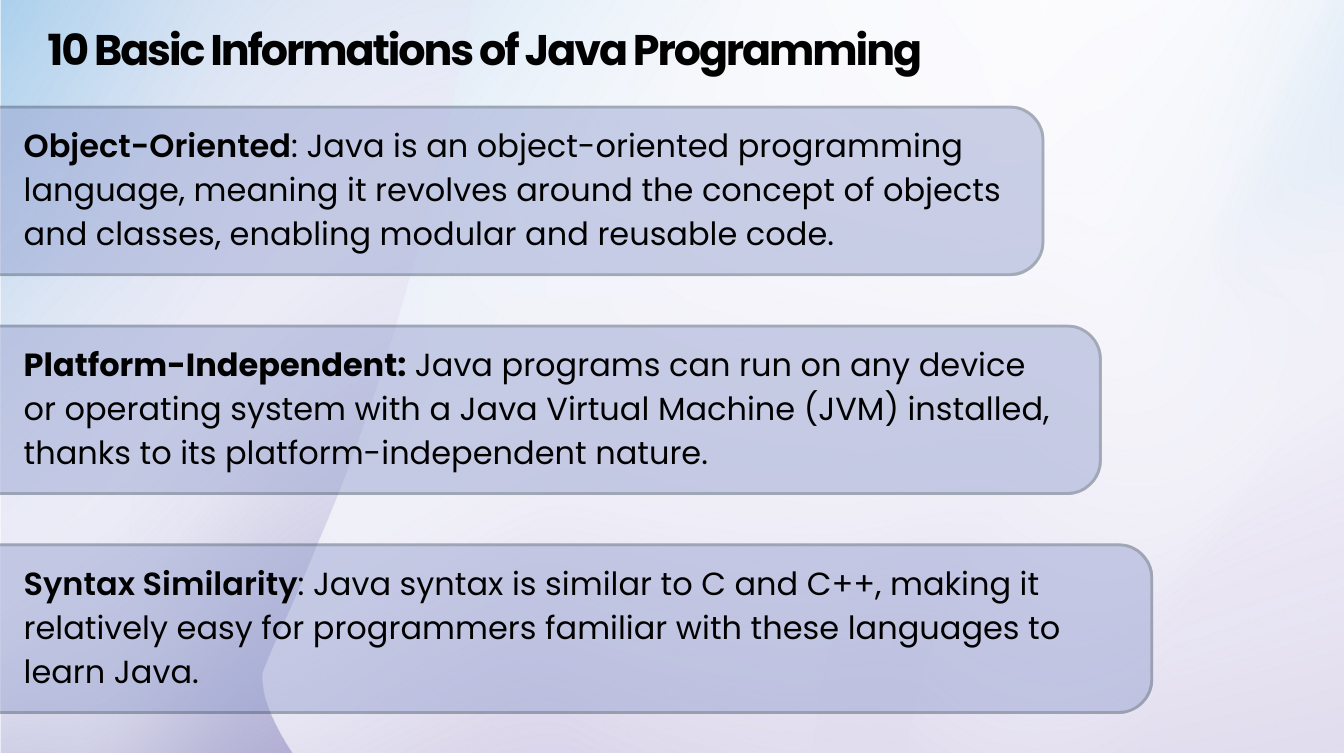 10 Basic Informations of Java Programming
Object-Oriented: Java is an object-oriented programming
language, meaning it revolves around the concept of objects
and classes, enabling modular and reusable code.
Platform-Independent: Java programs can run on any device
or operating system with a Java Virtual Machine (JVM) installed,
thanks to its platform-independent nature.
Syntax Similarity: Java syntax is similar to C and C++, making it
relatively easy for programmers familiar with these languages to
learn Java.